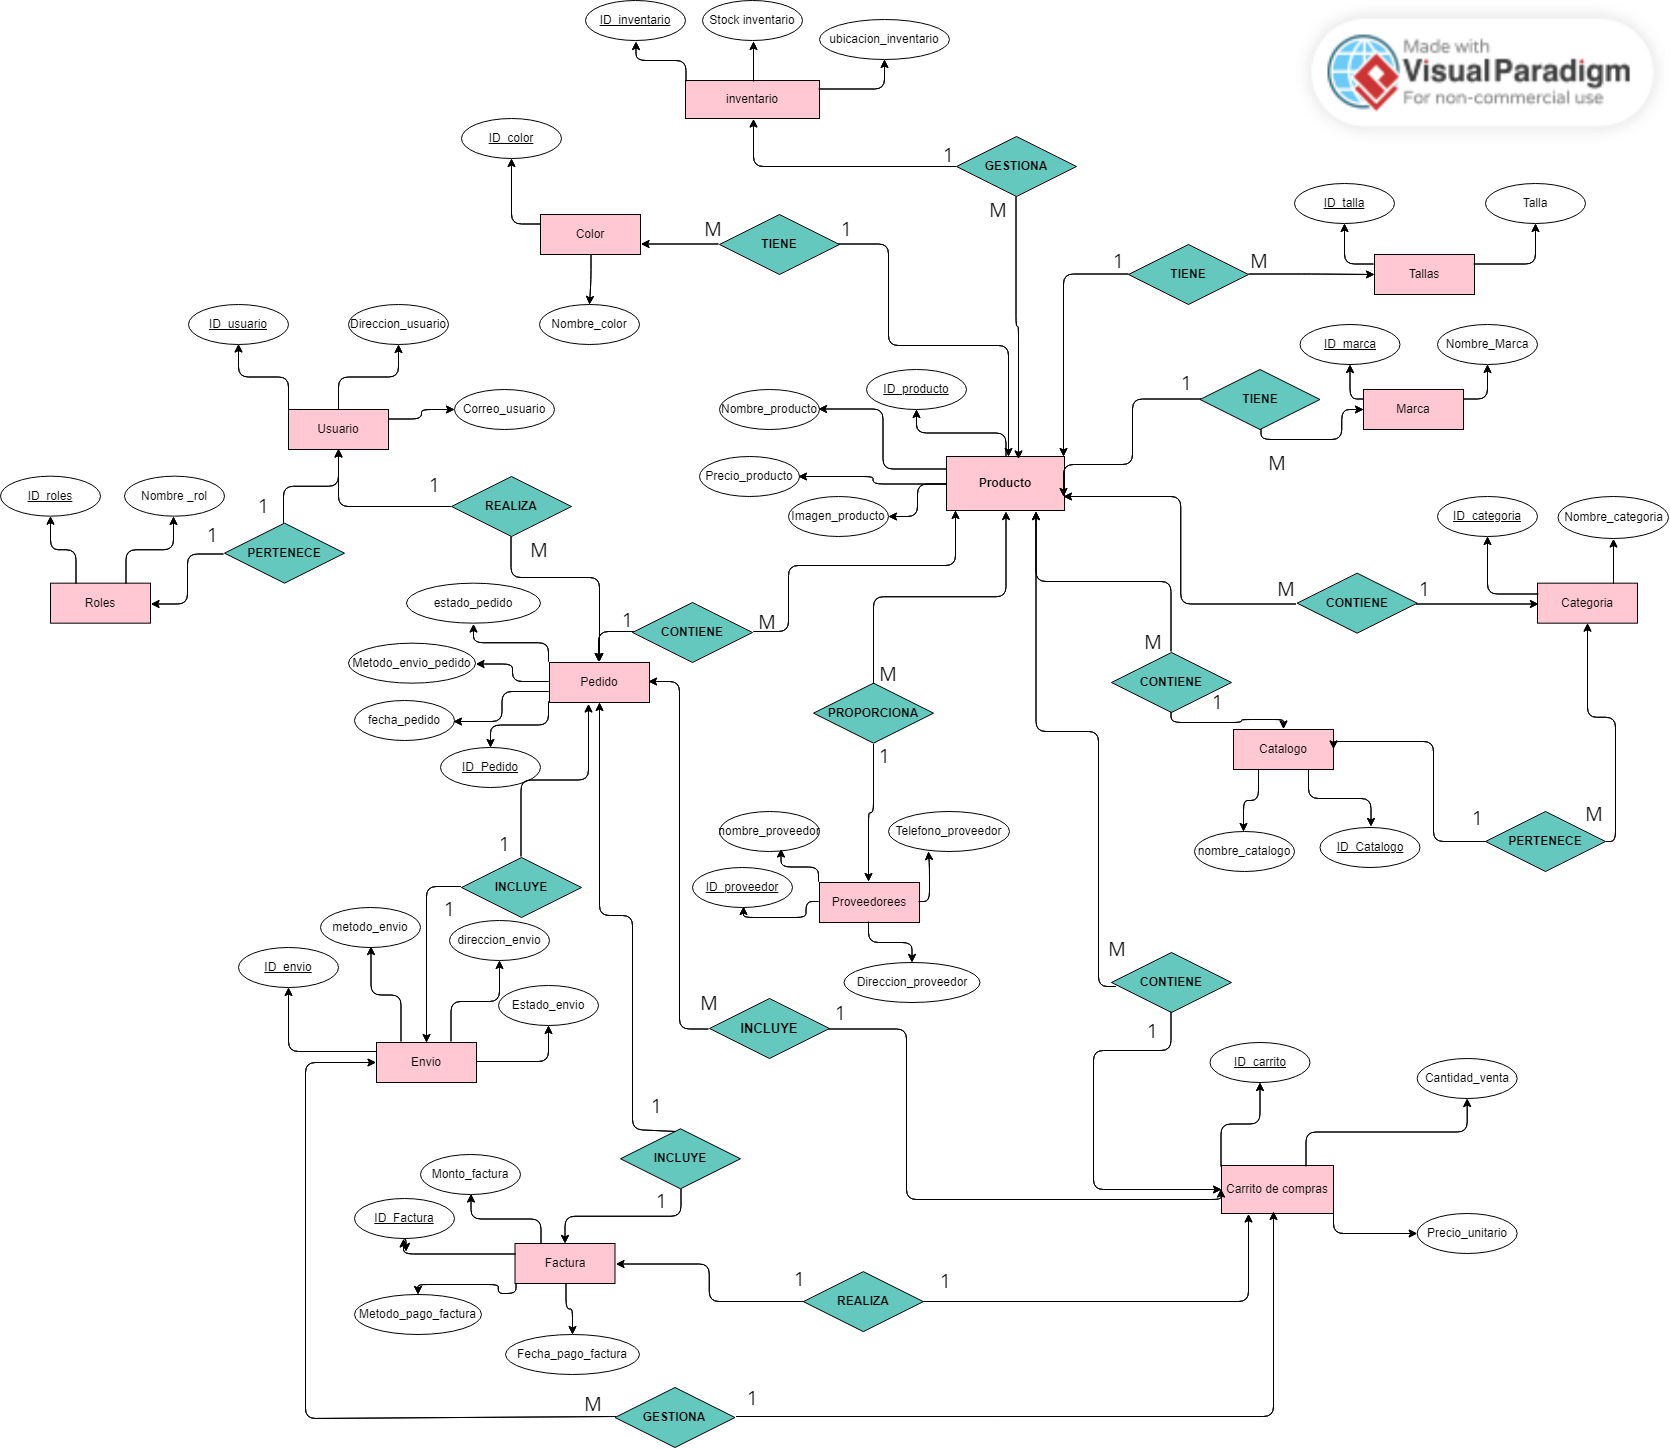 ID_inventario
Stock inventario
ubicacion_inventario
Made with
Visual Paradigm
For non-commercial use
inventario
ID_color
1
GESTIONA
M
ID_talla
Talla
Color
M
TIENE
1
1
TIENE
M
Tallas
ID_usuario
Direccion_usuario
Nombre_color
ID_marca
Nombre_Marca
Nombre_producto
ID_producto
1
TIENE
Marca
Correo_usuario
Usuario
M
Precio_producto
Producto
ID_roles
Nombre _rol
1
1
REALIZA
Imagen_producto
ID_categoria
Nombre_categoria
1
PERTENECE
M
Roles
estado_pedido
1
CONTIENE
M
M
CONTIENE
1
Categoria
Metodo_envio_pedido
Pedido
M
M
CONTIENE
1
fecha_pedido
PROPORCIONA
ID_Pedido
1
Catalogo
1
nombre_proveedor
Telefono_proveedor
nombre_catalogo
ID_Catalogo
1
PERTENECE
M
INCLUYE
1
ID_proveedor
Proveedorees
metodo_envio
direccion_envio
ID_envio
Direccion_proveedor
M
CONTIENE
1
Estado_envio
M
INCLUYE
1
Envio
ID_carrito
Cantidad_venta
1
INCLUYE
1
Monto_factura
Carrito de compras
ID_Factura
Precio_unitario
Factura
1
REALIZA
1
Metodo_pago_factura
Fecha_pago_factura
M
GESTIONA
1